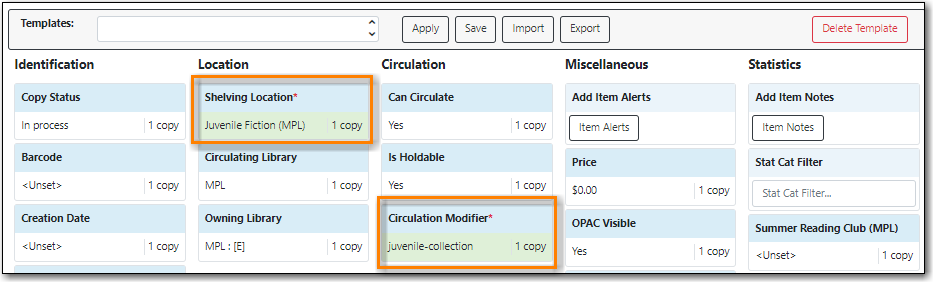 Templates: Apply Save Import Export Delete Template
Identification Location Circulation Miscellaneous Statistics
Copy Status Shelving Location* Can Circulate Add Item Alerts Add Item Notes
In process 1 copy Juvenile Fiction (MPL) 1 copy Yes 1 copy Item Alerts Item Notes
Barcode Circulating Library Is Holdable Price Stat Cat Filter
<Unset> 1 copy MPL 1 copy Yes 1 copy $0.00 1 copy Stat Cat Filter...
Creation Date Owning Library Circulation Modifier* OPAC Visible Summer Reading Club (MPL)
<Unset> 1 copy MPL : [E] 1 copy juvenile-collection 1 copy Yes 1 copy <Unset> 1 copy